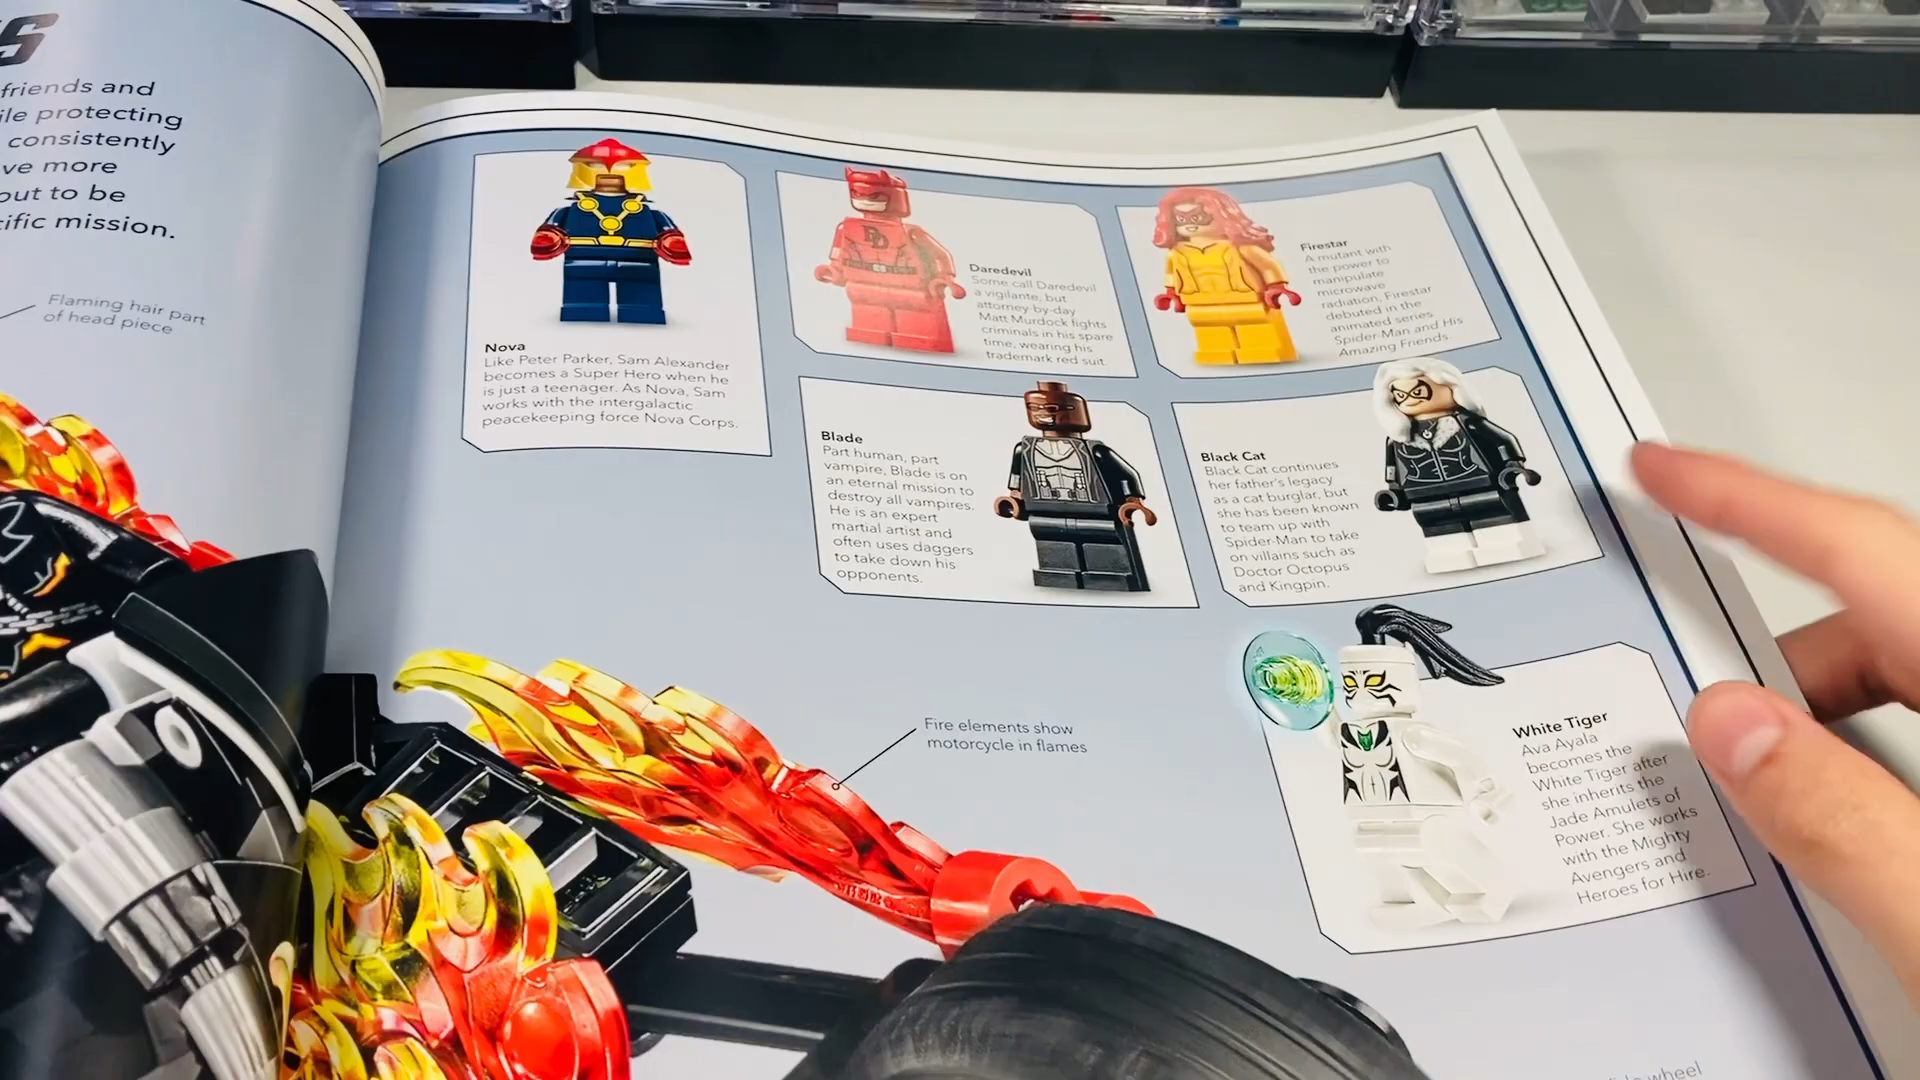 S
friends and
ile protecting
consistently
ve more
out to be
ific mission.
Flaming hair part
of head piece
Nova
Like Peter Parker, Sam Alexander
becomes a Super Hero when he
is just a teenager. As Nova, Sam
works with the intergalactic
peacekeeping force Nova Corps.
DD
Daredevil
Some call Daredevil
a vigilante, but
attorney-by-day
Matt Murdock fights
criminals in his spare
time, wearing his
trademark red suit.
Firestar
A mutant with
the power to
manipulate
microwave
radiation, Firestar
debuted in the
animated series
Spider-Man and His
Amazing Friends.
Blade
Part human, part
vampire, Blade is on
an eternal mission to
destroy all vampires.
He is an expert
martial artist and
often uses daggers
to take down his
opponents.
Black Cat
Black Cat continues
her father's legacy
as a cat burglar, but
she has been known
to team up with
Spider-Man to take
on villains such as
Doctor Octopus
and Kingpin.
Fire elements show
motorcycle in flames
White Tiger
Ava Ayala
becomes the
White Tiger after
she inherits the
Jade Amulets of
Power. She works
with the Mighty
Avengers and
Heroes for Hire.
wheel